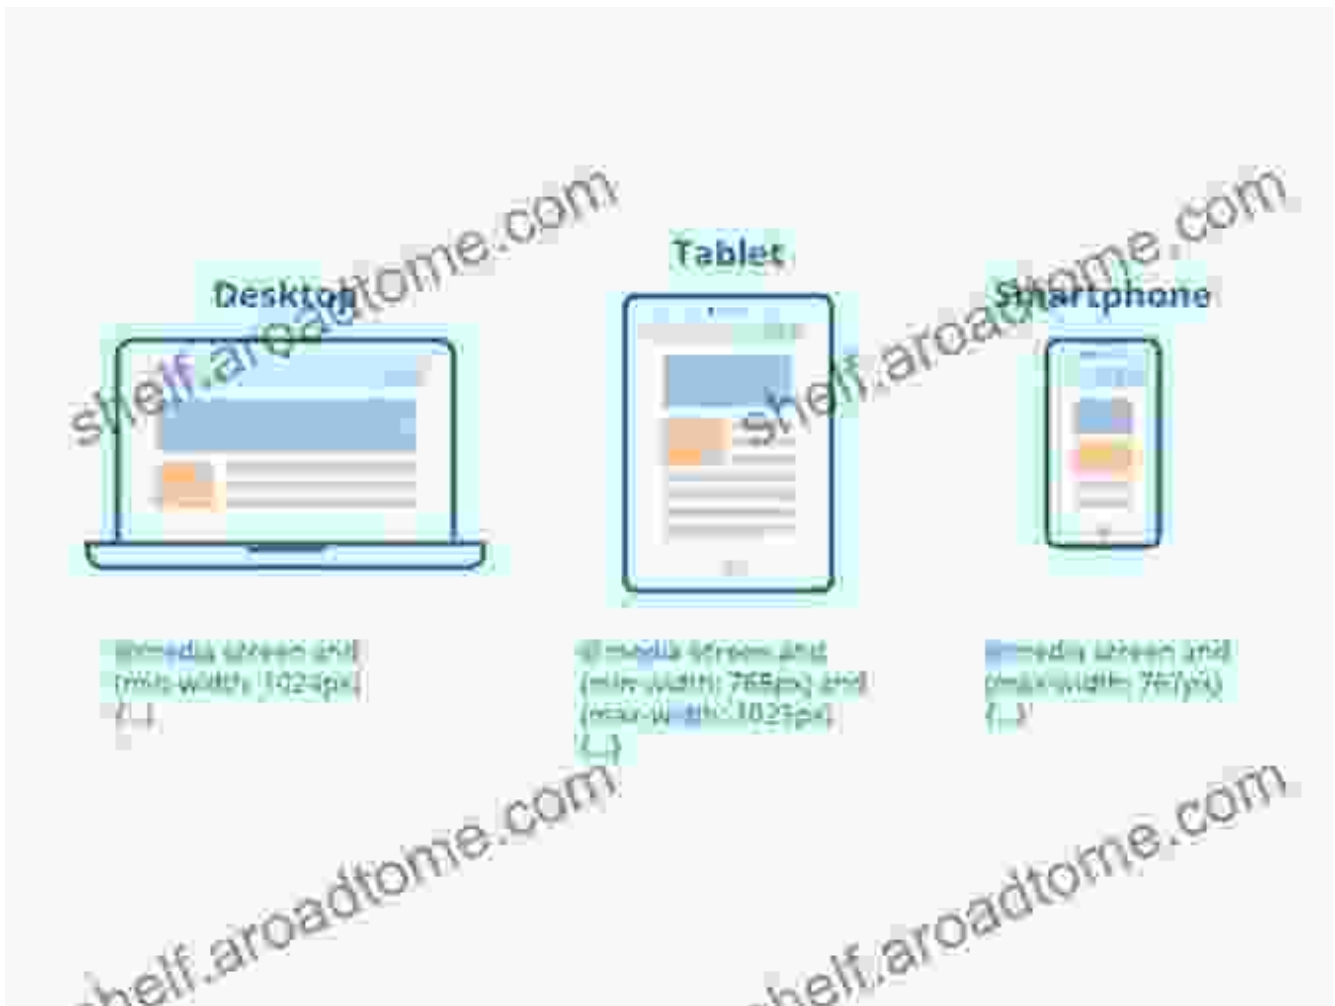 shelf.aroadtome.com
shelf.aroadtome.com
Desktop
Tablet
Smartphone
@media screen and
(min-width: 1024px)
{...}
@media screen and
(min-width: 768px) and
(max-width: 1023px)
{...}
@media screen and
(max-width: 767px)
{...}
shelf.aroadtome.com
shelf.aroadtome.com